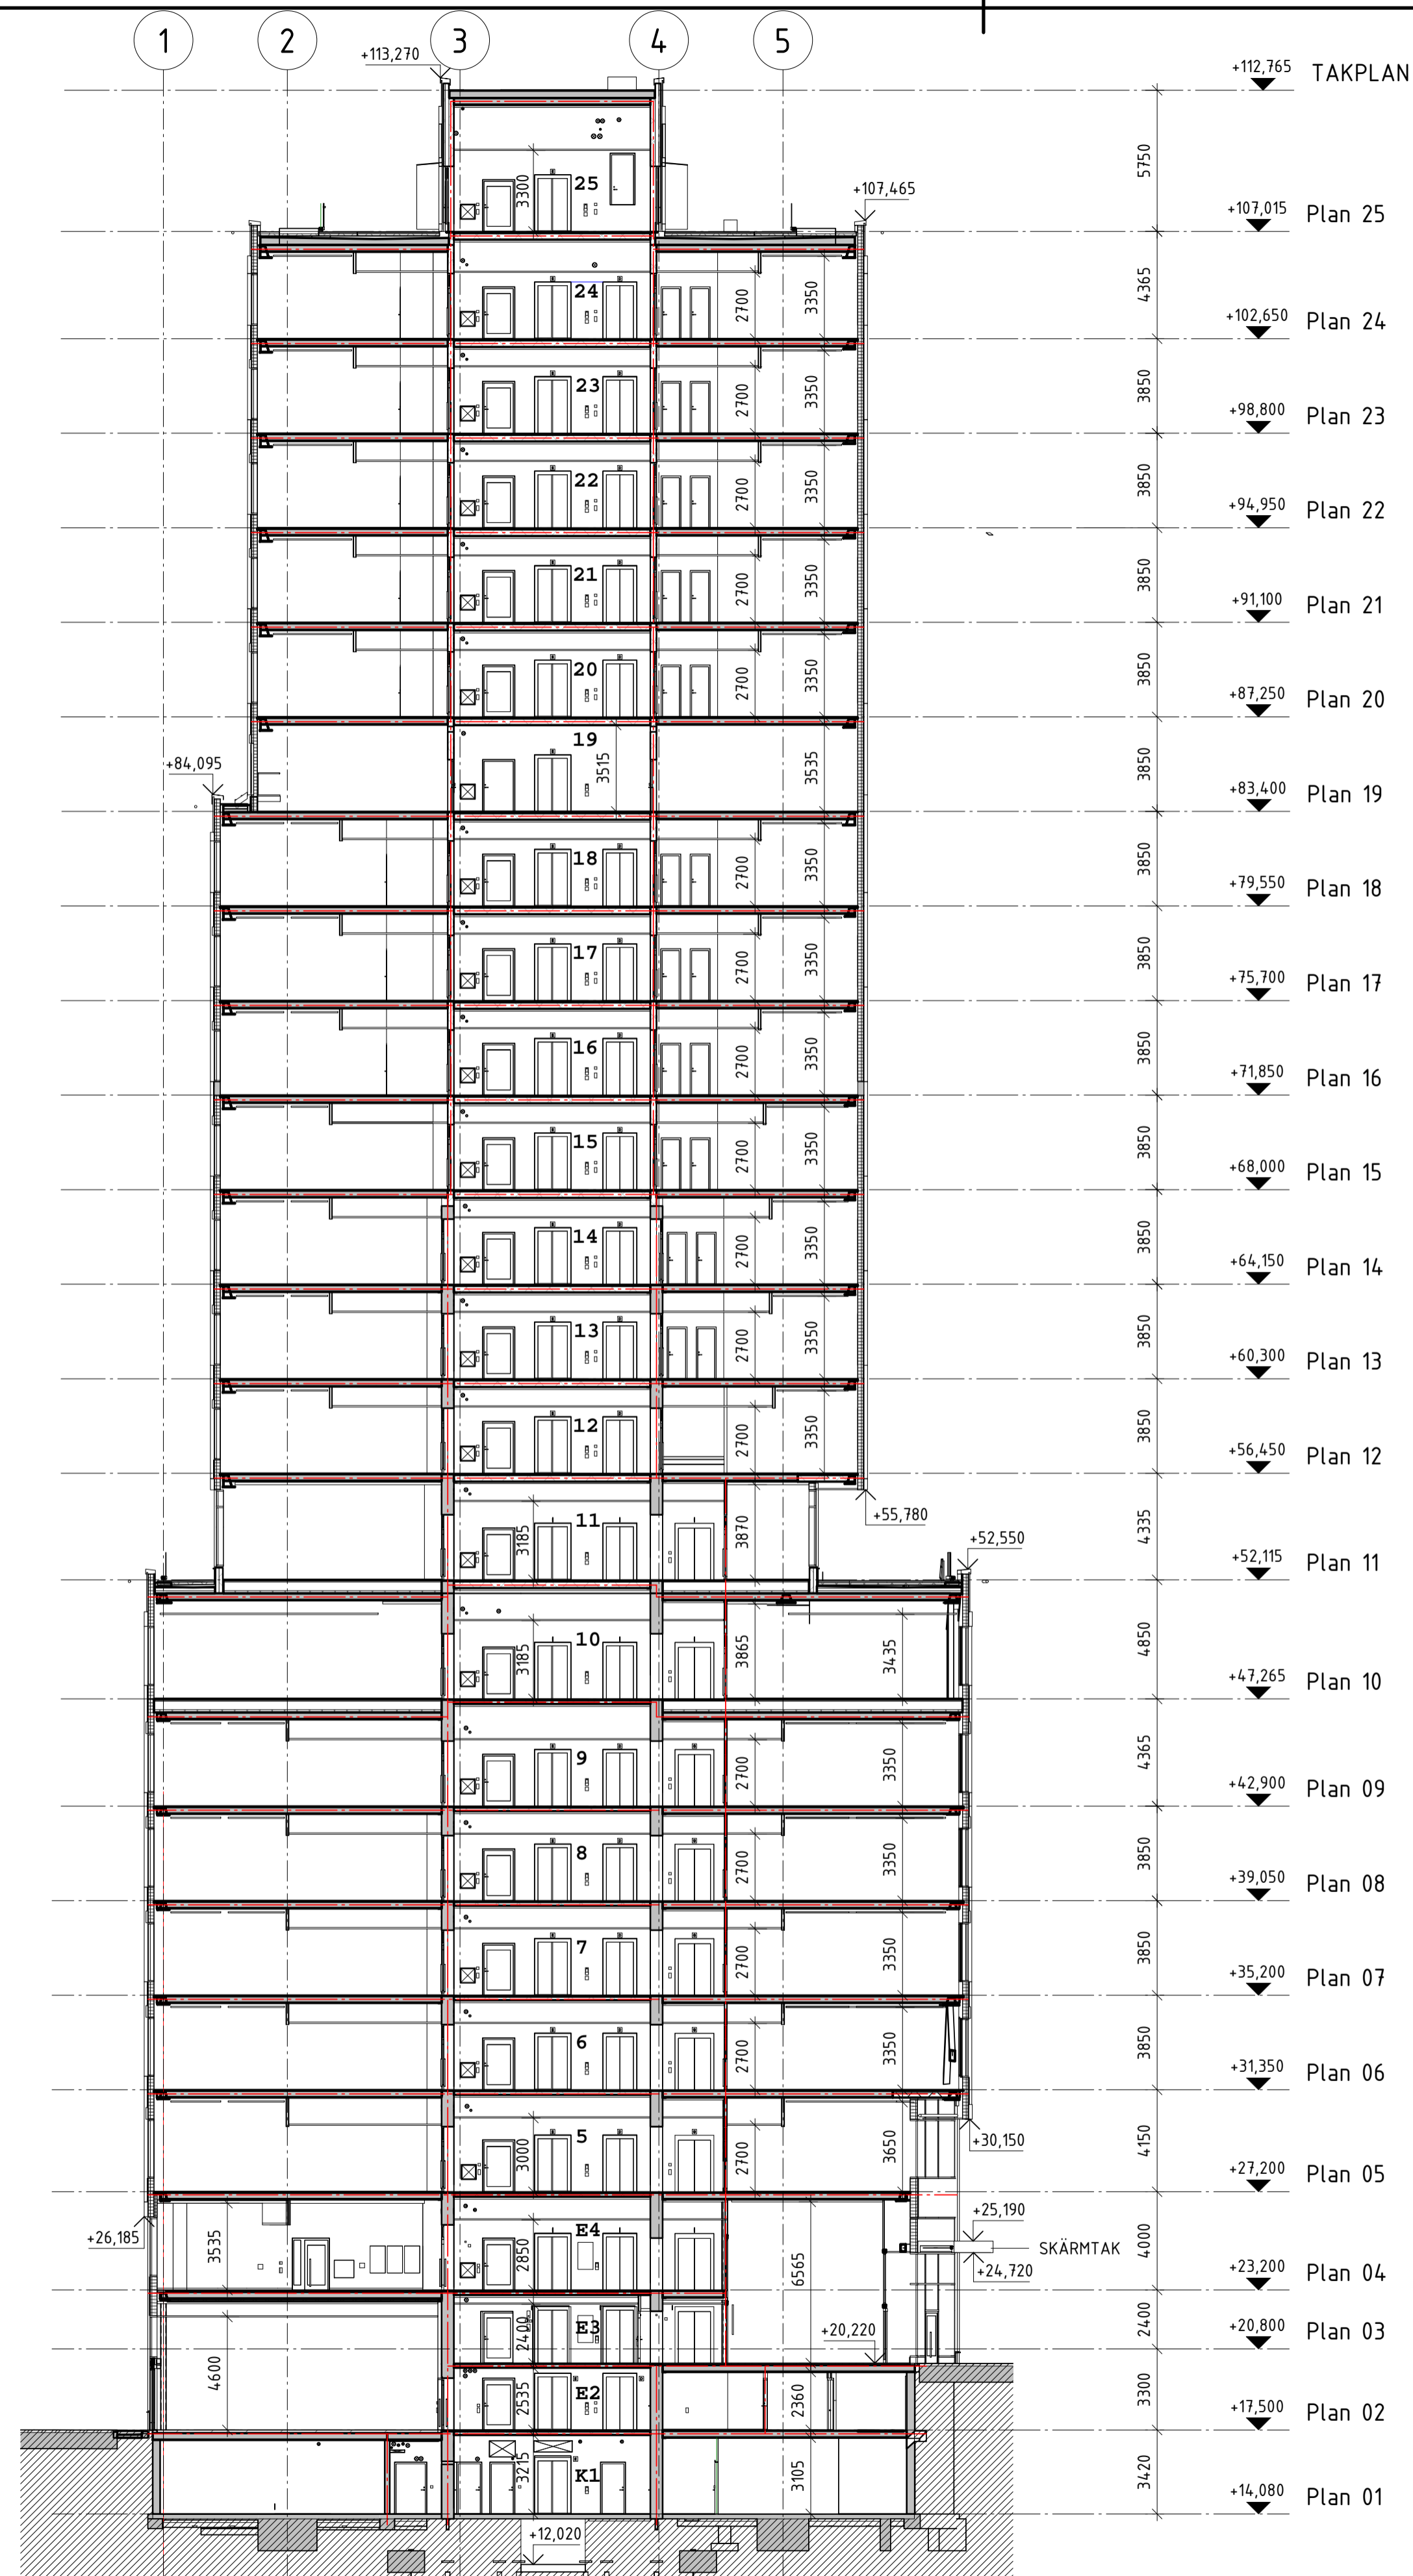 1 2 3 4 5
+113,270
+112,765 TAKPLAN
5750
3300 25
+107,465
+107,015 Plan 25
24 2700 3350 4365
+102,650 Plan 24
23 2700 3350 3850
+98,800 Plan 23
22 2700 3350 3850
+94,950 Plan 22
21 2700 3350 3850
+91,100 Plan 21
20 2700 3350 3850
+87,250 Plan 20
19 3515 3535 3850
+84,095
+83,400 Plan 19
18 2700 3350 3850
+79,550 Plan 18
17 2700 3350 3850
+75,700 Plan 17
16 2700 3350 3850
+71,850 Plan 16
15 2700 3350 3850
+68,000 Plan 15
14 2700 3350 3850
+64,150 Plan 14
13 2700 3350 3850
+60,300 Plan 13
12 2700 3350 3850
+56,450 Plan 12
+55,780
3185 11 3870 4335
+52,550
+52,115 Plan 11
3185 10 3865 3435 4850
+47,265 Plan 10
9 2700 3350 4365
+42,900 Plan 09
8 2700 3350 3850
+39,050 Plan 08
7 2700 3350 3850
+35,200 Plan 07
6 2700 3350 3850
+31,350 Plan 06
+30,150
3000 5 2700 3650 4150
+27,200 Plan 05
+26,185
+25,190
3535 2850 E4 6565 SKÄRMTAK 4000
+24,720
+23,200 Plan 04
2400 E3 2400
+20,220
+20,800 Plan 03
4600 2535 E2 2360 3300
+17,500 Plan 02
3215 K1 3105 3420
+14,080 Plan 01
+12,020